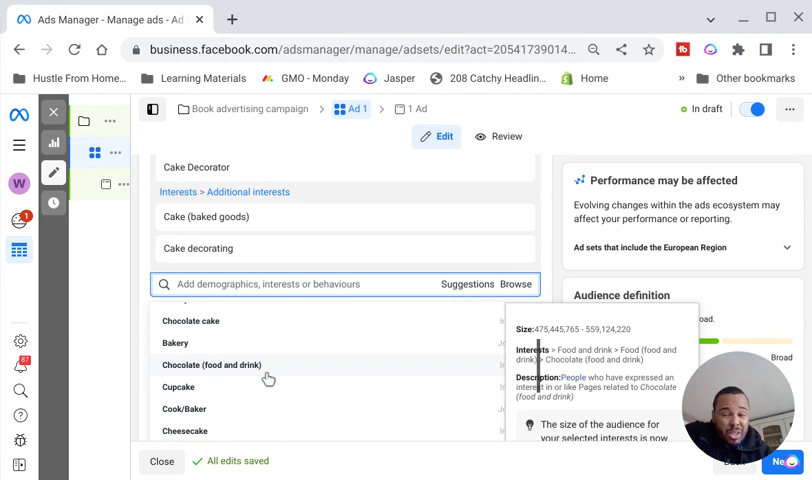 Ads Manager - Manage ads - Ad
business.facebook.com/adsmanager/manage/adsets/edit?act=20541739014...
Hustle From Home...
Learning Materials
GMO - Monday
Jasper
208 Catchy Headlin...
Home
»
Other bookmarks
Book advertising campaign
Ad 1
1 Ad
In draft
Edit
Review
W
1
87
Cake Decorator
Interests > Additional interests
Cake (baked goods)
Cake decorating
Add demographics, interests or behaviours
Suggestions
Browse
Chocolate cake
Bakery
Chocolate (food and drink)
Cupcake
Cook/Baker
Cheesecake
Size: 475,445,765 - 559,124,220
Interests > Food and drink > Food (food and
drink) > Chocolate (food and drink)
Description: People who have expressed an
interest in or like Pages related to Chocolate
(food and drink)
The size of the audience for
your selected interests is now
Performance may be affected
Evolving changes within the ads ecosystem may
affect your performance or reporting.
Ad sets that include the European Region
Audience definition
road.
Broad
Close
All edits saved
Back